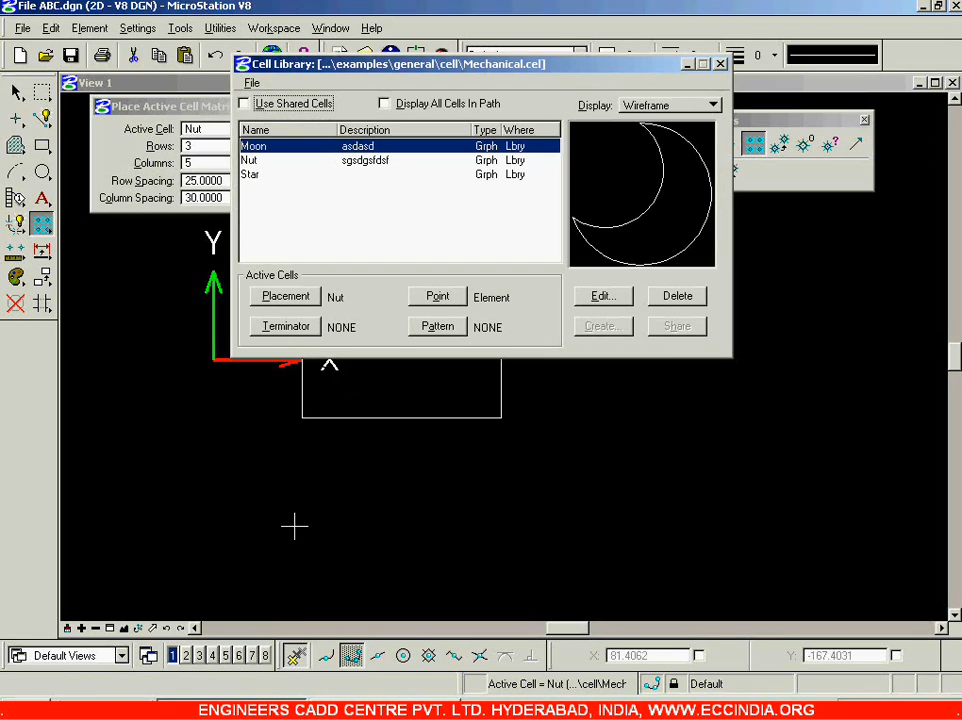 File ABC.dgn (2D - V8 DGN) - MicroStation V8
File Edit Element Settings Tools Utilities Workspace Window Help
0
View 1
Cell Library: [...\examples\general\cell\Mechanical.cel]
File
Use Shared Cells
Display All Cells In Path
Display: Wireframe
Name Description Type Where
Moon asdasd Grph Lbry
Nut sgsdgsfdsf Grph Lbry
Star Grph Lbry
Active Cells
Placement Nut
Point Element
Terminator NONE
Pattern NONE
Edit... Delete
Create... Share
Place Active Cell Matri
Active Cell: Nut
Rows: 3
Columns: 5
Row Spacing: 25.0000
Column Spacing: 30.0000
Y
X
Default Views
1 2 3 4 5 6 7 8
X: 81.4062
Y: -167.4031
Active Cell = Nut (...\cell\Mech
Default
ENGINEERS CADD CENTRE PVT. LTD. HYDERABAD, INDIA, WWW.ECCINDIA.ORG